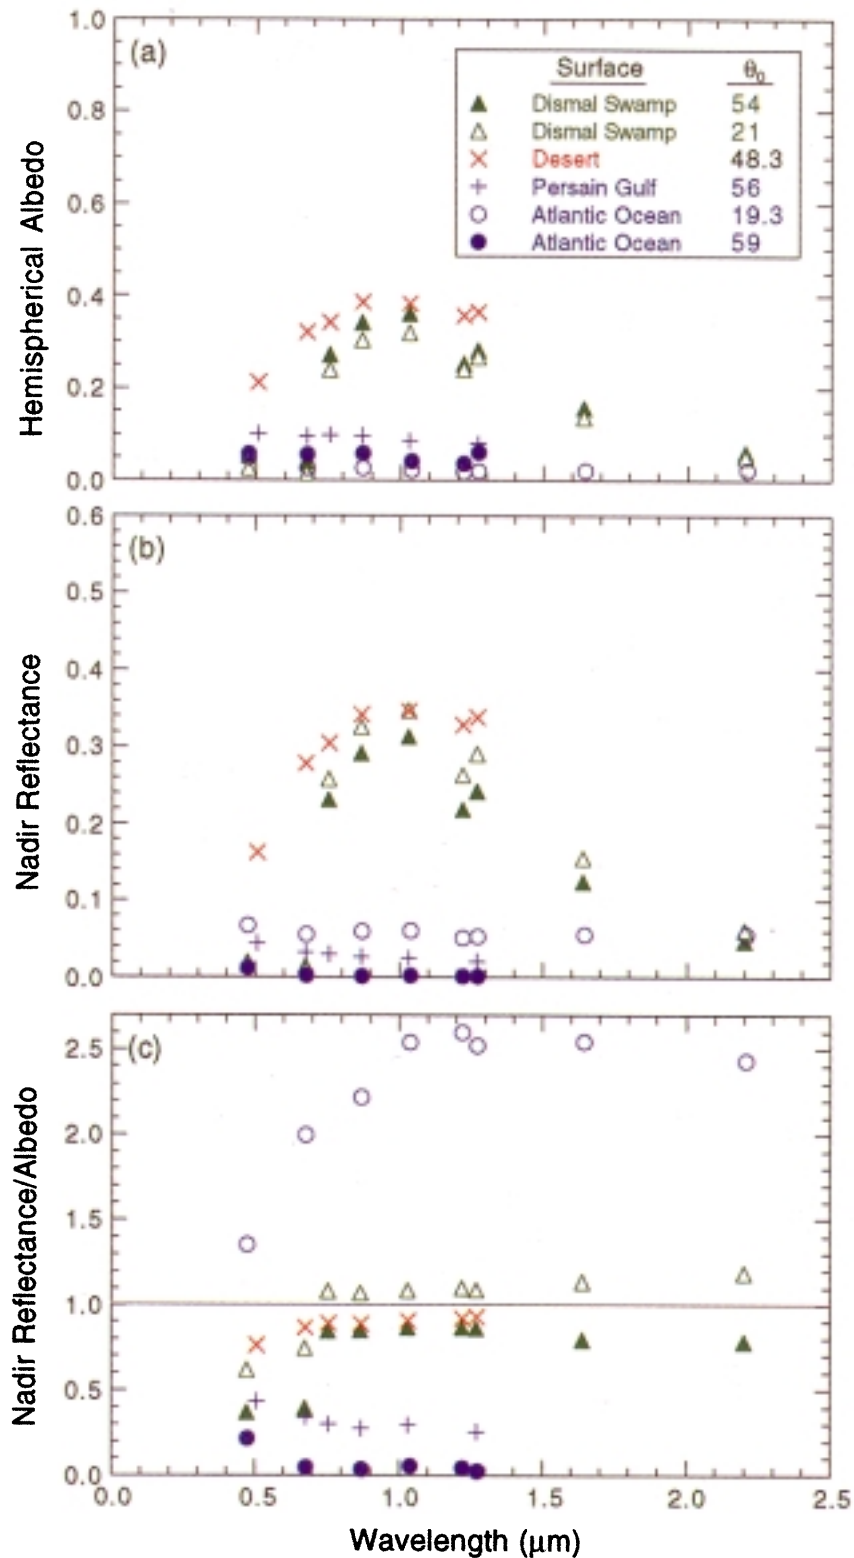 1.0
(a)
Surface θ₀
Dismal Swamp 54
Dismal Swamp 21
Desert 48.3
Persain Gulf 56
Atlantic Ocean 19.3
Atlantic Ocean 59
0.8
0.6
0.4
0.2
0.0
Hemispherical Albedo
0.6
(b)
0.5
0.4
0.3
0.2
0.1
0.0
Nadir Reflectance
(c)
2.5
2.0
1.5
1.0
0.5
0.0
Nadir Reflectance/Albedo
0.0 0.5 1.0 1.5 2.0 2.5
Wavelength (μm)